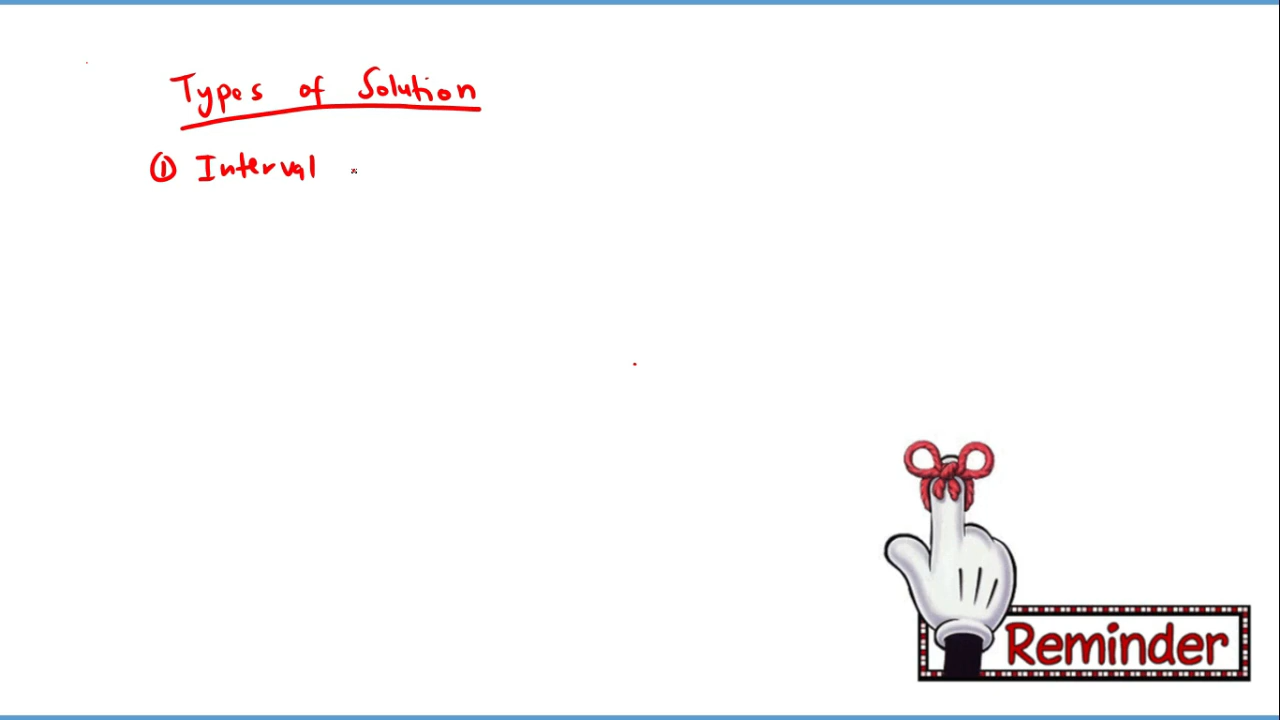 Types of Solution
① Interval
Reminder